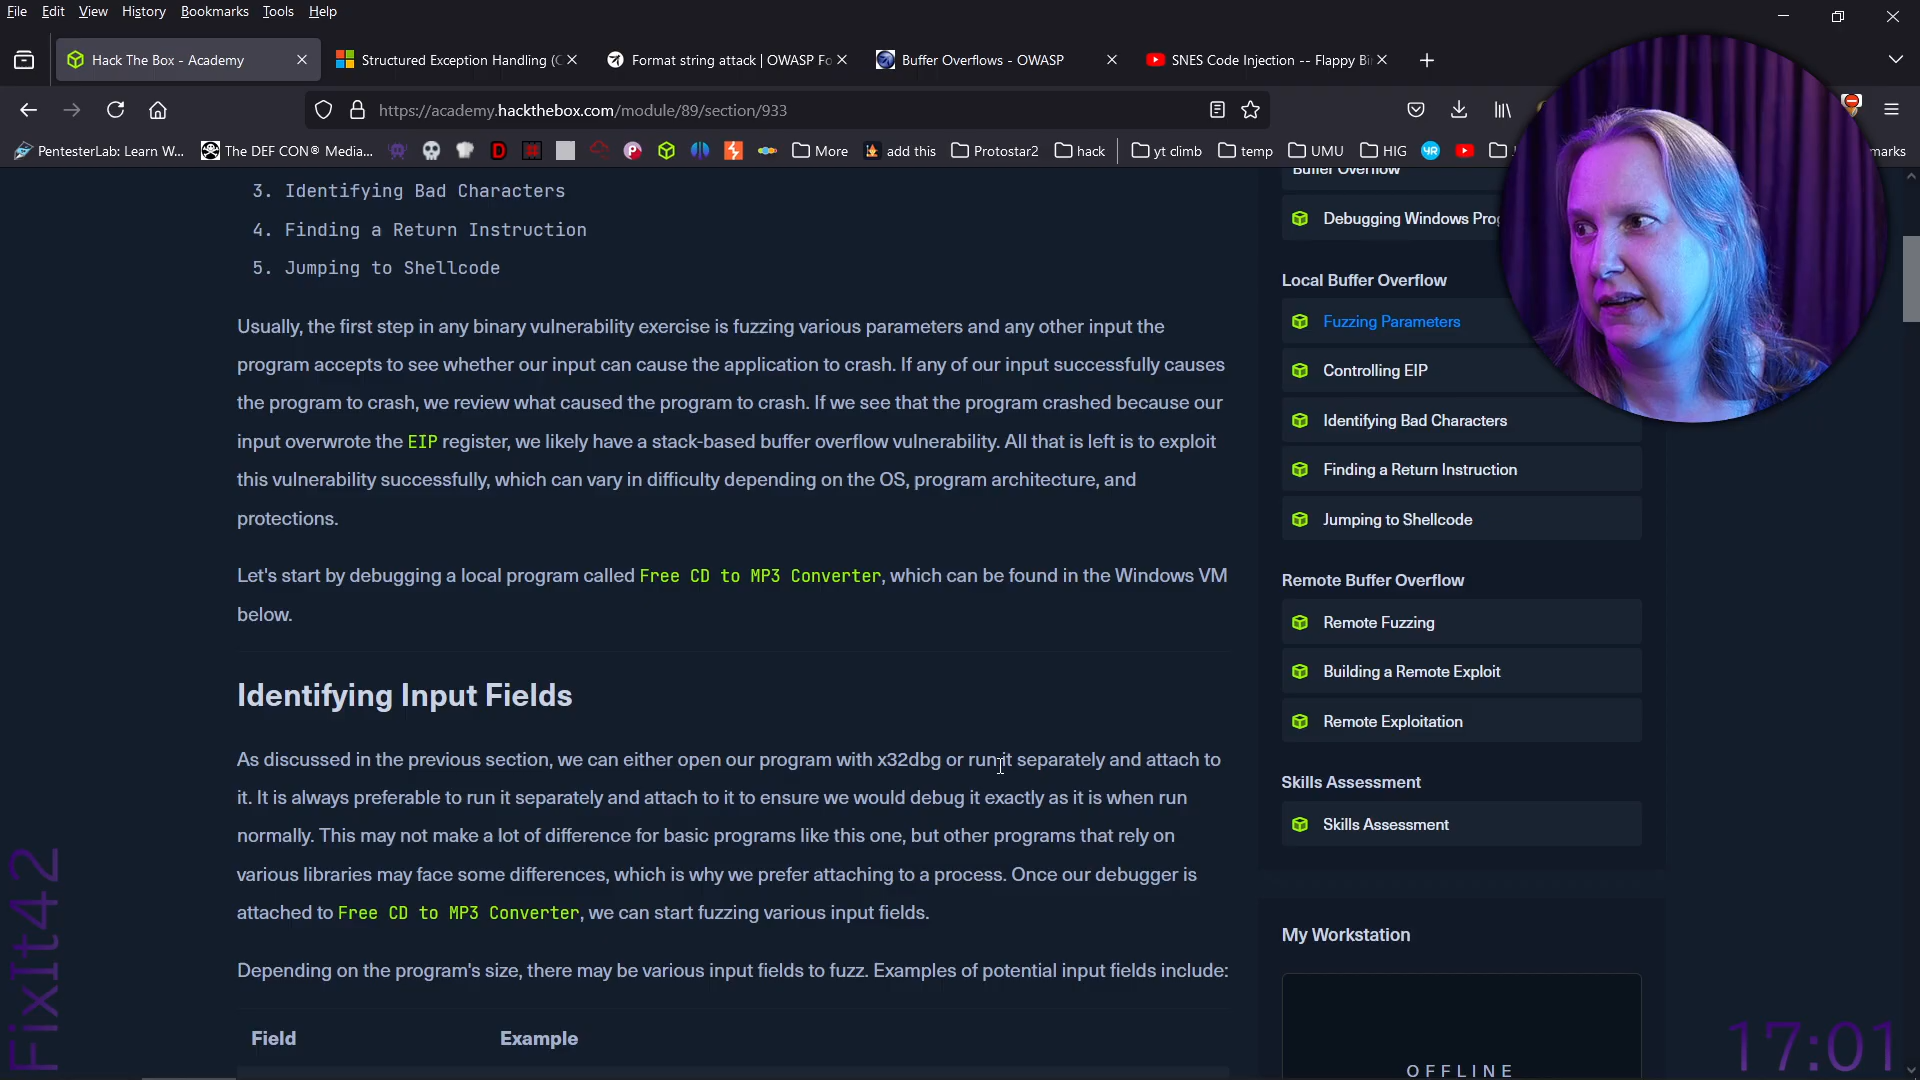 File Edit View History Bookmarks Tools Help
Hack The Box - Academy
Structured Exception Handling (C
Format string attack | OWASP Fo
Buffer Overflows - OWASP
SNES Code Injection -- Flappy Bi
https://academy.hackthebox.com/module/89/section/933
PentesterLab: Learn W...
The DEF CON® Media...
More
add this
Protostar2
hack
yt climb
temp
UMU
HIG
marks
3. Identifying Bad Characters
4. Finding a Return Instruction
5. Jumping to Shellcode
Usually, the first step in any binary vulnerability exercise is fuzzing various parameters and any other input the
program accepts to see whether our input can cause the application to crash. If any of our input successfully causes
the program to crash, we review what caused the program to crash. If we see that the program crashed because our
input overwrote the EIP register, we likely have a stack-based buffer overflow vulnerability. All that is left is to exploit
this vulnerability successfully, which can vary in difficulty depending on the OS, program architecture, and
protections.
Let's start by debugging a local program called Free CD to MP3 Converter, which can be found in the Windows VM
below.
Identifying Input Fields
As discussed in the previous section, we can either open our program with x32dbg or run it separately and attach to
it. It is always preferable to run it separately and attach to it to ensure we would debug it exactly as it is when run
normally. This may not make a lot of difference for basic programs like this one, but other programs that rely on
various libraries may face some differences, which is why we prefer attaching to a process. Once our debugger is
attached to Free CD to MP3 Converter, we can start fuzzing various input fields.
Depending on the program's size, there may be various input fields to fuzz. Examples of potential input fields include:
Field Example
Buffer Overflow
Debugging Windows Prog
Local Buffer Overflow
Fuzzing Parameters
Controlling EIP
Identifying Bad Characters
Finding a Return Instruction
Jumping to Shellcode
Remote Buffer Overflow
Remote Fuzzing
Building a Remote Exploit
Remote Exploitation
Skills Assessment
Skills Assessment
My Workstation
OFFLINE
FixIt42
17:01